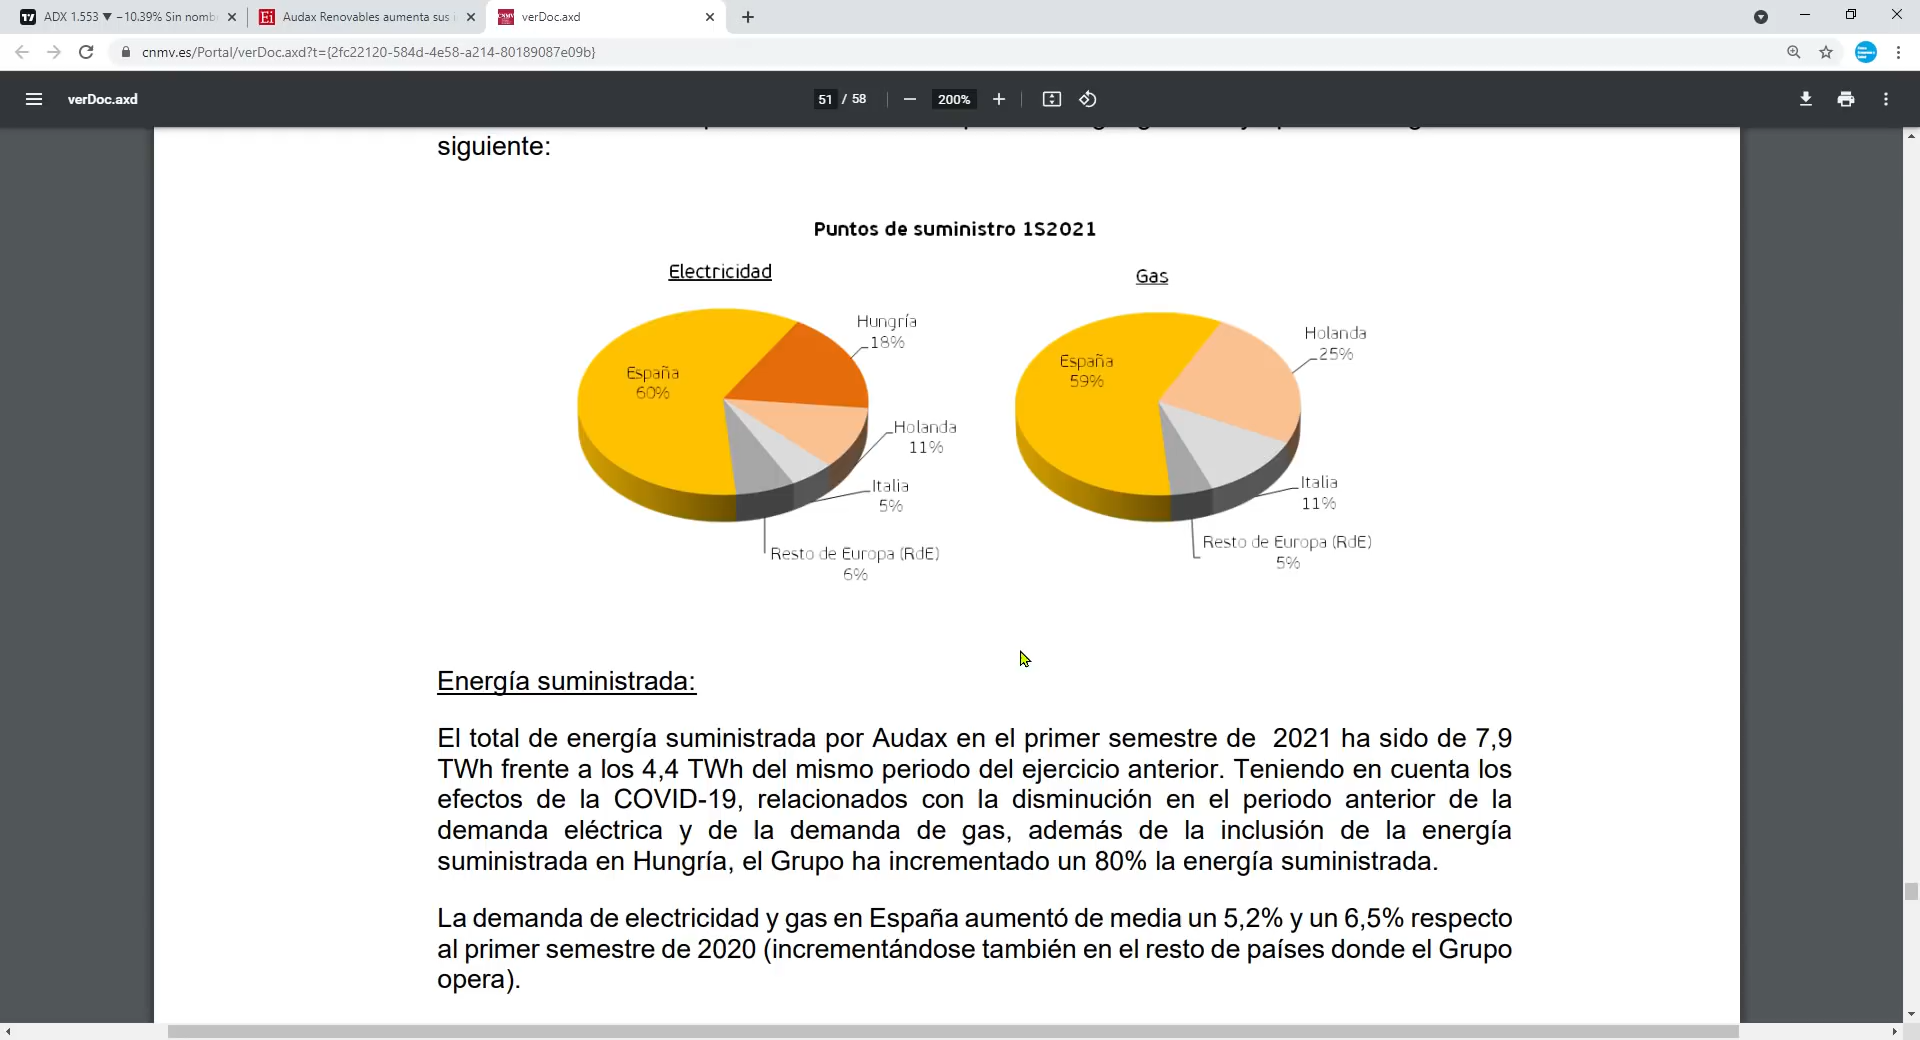 ADX 1.553 ▼ −10.39% Sin nomb
Audax Renovables aumenta sus
verDoc.axd
cnmv.es/Portal/verDoc.axd?t={2fc22120-584d-4e58-a214-80189087e09b}
verDoc.axd
51 / 58
200%
siguiente:
Puntos de suministro 1S2021
Electricidad
Gas
Hungría
18%
España
60%
Holanda
11%
Italia
5%
Resto de Europa (RdE)
6%
Holanda
25%
España
59%
Italia
11%
Resto de Europa (RdE)
5%
Energía suministrada:
El total de energía suministrada por Audax en el primer semestre de 2021 ha sido de 7,9
TWh frente a los 4,4 TWh del mismo periodo del ejercicio anterior. Teniendo en cuenta los
efectos de la COVID-19, relacionados con la disminución en el periodo anterior de la
demanda eléctrica y de la demanda de gas, además de la inclusión de la energía
suministrada en Hungría, el Grupo ha incrementado un 80% la energía suministrada.
La demanda de electricidad y gas en España aumentó de media un 5,2% y un 6,5% respecto
al primer semestre de 2020 (incrementándose también en el resto de países donde el Grupo
opera).